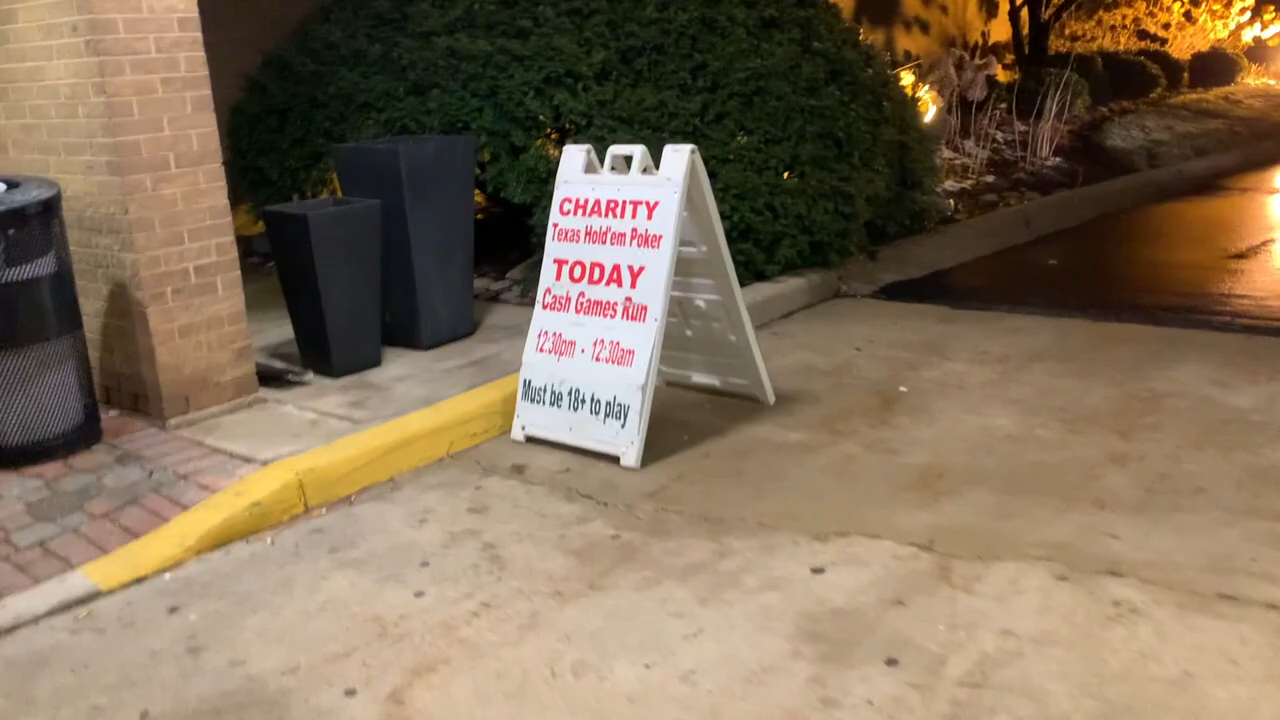 CHARITY
Texas Hold'em Poker
TODAY
Cash Games Run
12:30pm - 12:30am
Must be 18+ to play